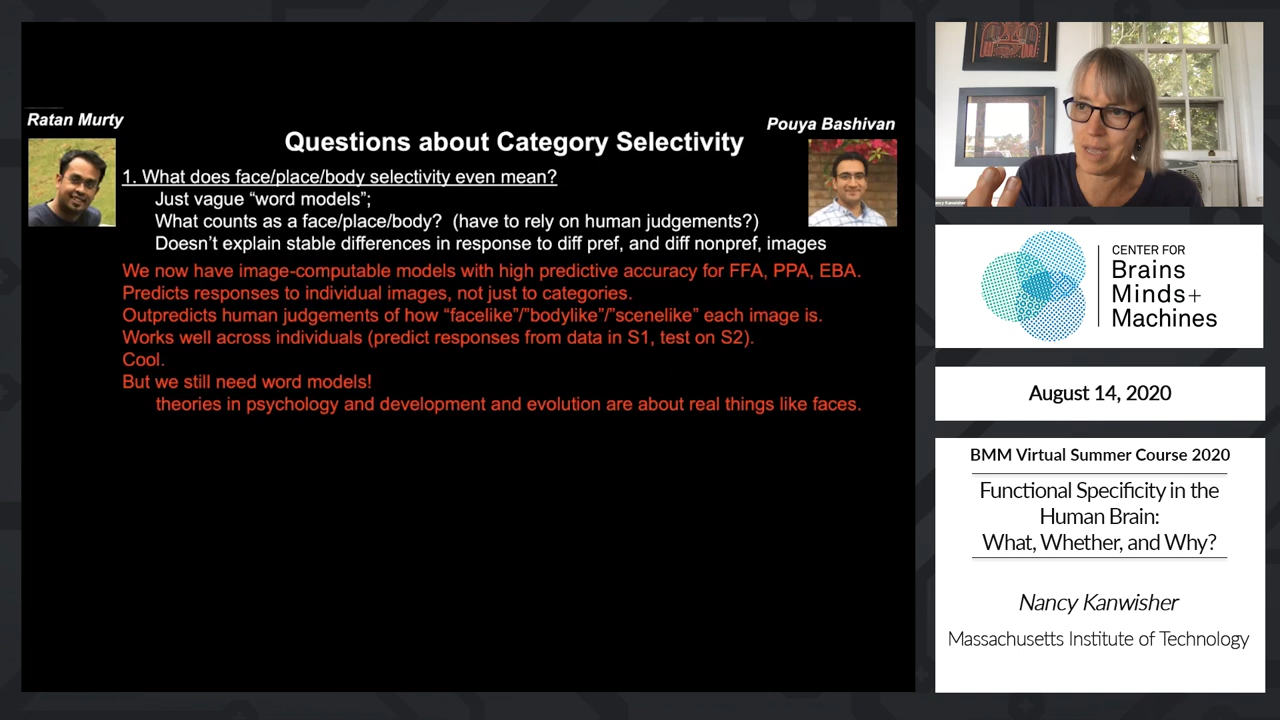 Ratan Murty
Pouya Bashivan
Questions about Category Selectivity
1. What does face/place/body selectivity even mean?
Just vague “word models”;
What counts as a face/place/body? (have to rely on human judgements?)
Doesn’t explain stable differences in response to diff pref, and diff nonpref, images
We now have image-computable models with high predictive accuracy for FFA, PPA, EBA.
Predicts responses to individual images, not just to categories.
Outpredicts human judgements of how “facelike”/”bodylike”/”scenelike” each image is.
Works well across individuals (predict responses from data in S1, test on S2).
Cool.
But we still need word models!
theories in psychology and development and evolution are about real things like faces.
Nancy Kanwisher
CENTER FOR
Brains
Minds+
Machines
August 14, 2020
BMM Virtual Summer Course 2020
Functional Specificity in the
Human Brain:
What, Whether, and Why?
Nancy Kanwisher
Massachusetts Institute of Technology